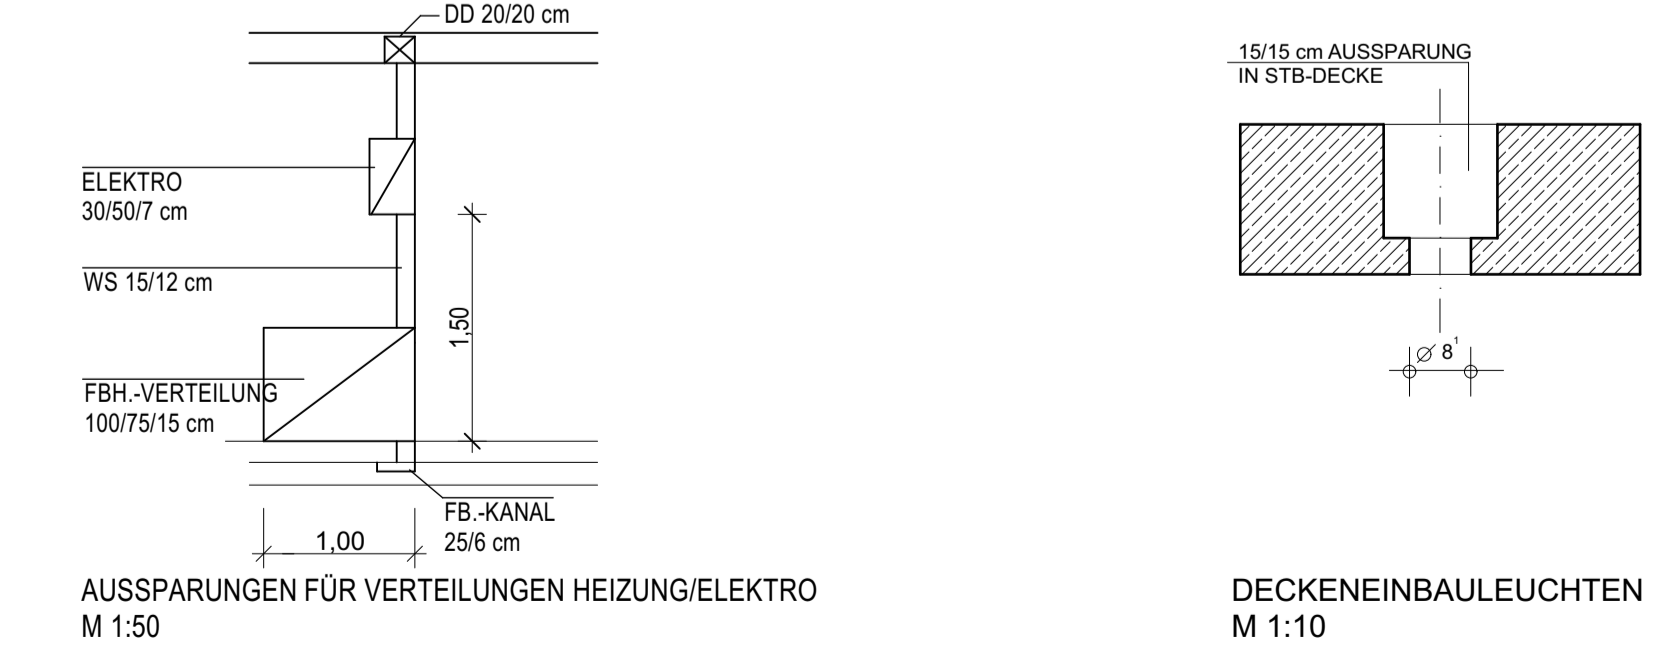 DD 20/20 cm
ELEKTRO
30/50/7 cm
WS 15/12 cm
1,50
FBH.-VERTEILUNG
100/75/15 cm
FB.-KANAL
25/6 cm
1,00
AUSSPARUNGEN FÜR VERTEILUNGEN HEIZUNG/ELEKTRO
M 1:50
15/15 cm AUSSPARUNG
IN STB-DECKE
∅ 8¹
DECKENEINBAULEUCHTEN
M 1:10